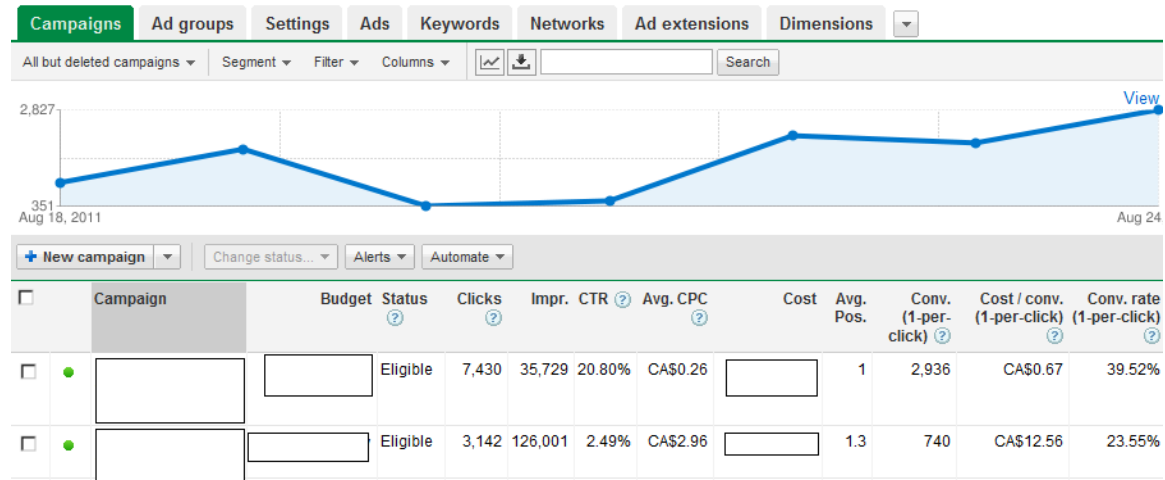 Campaigns Ad groups Settings Ads Keywords Networks Ad extensions Dimensions
All but deleted campaigns Segment Filter Columns Search
View
2,827
351
Aug 18, 2011 Aug 24
New campaign Change status... Alerts Automate
Campaign Budget Status Clicks Impr. CTR ? Avg. CPC Cost Avg. Conv. Cost / conv. Conv. rate
? ? ? Pos. (1-per- (1-per-click) (1-per-click)
click) ? ? ?
Eligible 7,430 35,729 20.80% CA$0.26 1 2,936 CA$0.67 39.52%
Eligible 3,142 126,001 2.49% CA$2.96 1.3 740 CA$12.56 23.55%